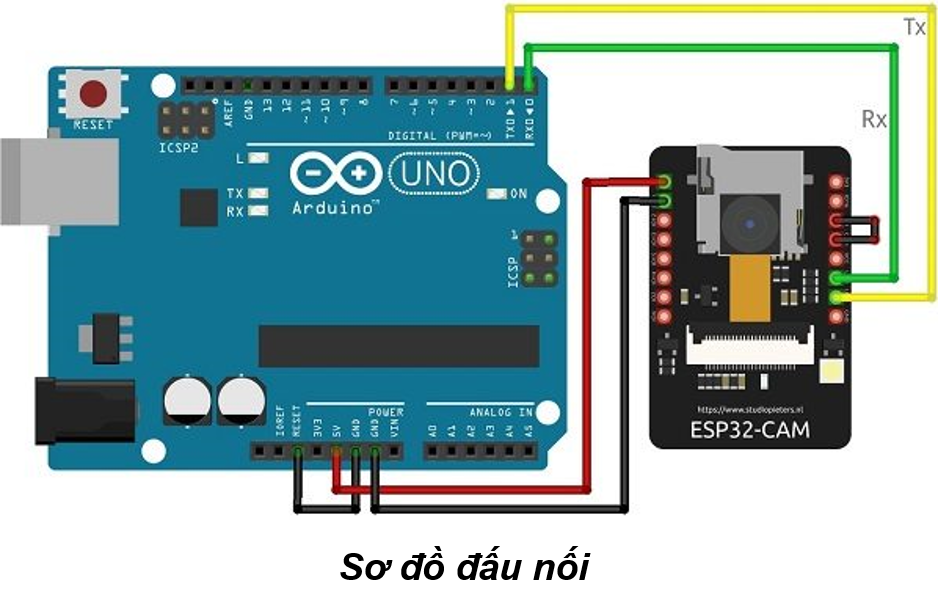 Tx
Rx
RESET
ICSP2
AREF
GND
13
12
~11
~10
~9
8
7
~6
~5
4
~3
2
TX0 ▶ 1
RX0 ◀ 0
DIGITAL (PWM=~)
L
TX
RX
Arduino™
UNO
ON
1
ICSP
POWER
ANALOG IN
IOREF
RESET
3V3
5V
GND
GND
VIN
A0
A1
A2
A3
A4
A5
https://www.studiopieters.nl
ESP32-CAM
Sơ đồ đấu nối